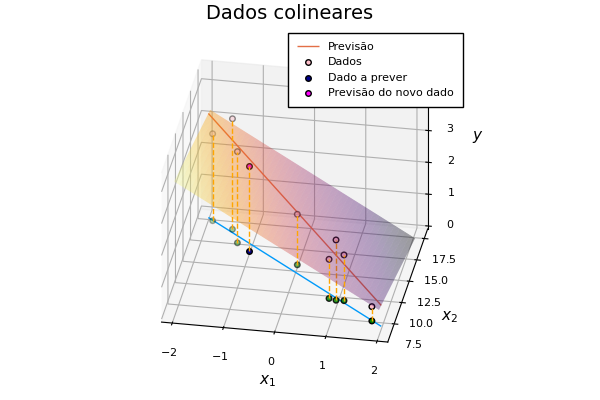 Dados colineares
Previsão
Dados
Dado a prever
Previsão do novo dado
3
2
1
0
y
17.5
15.0
12.5
10.0
7.5
x₂
−2
−1
0
1
2
x₁